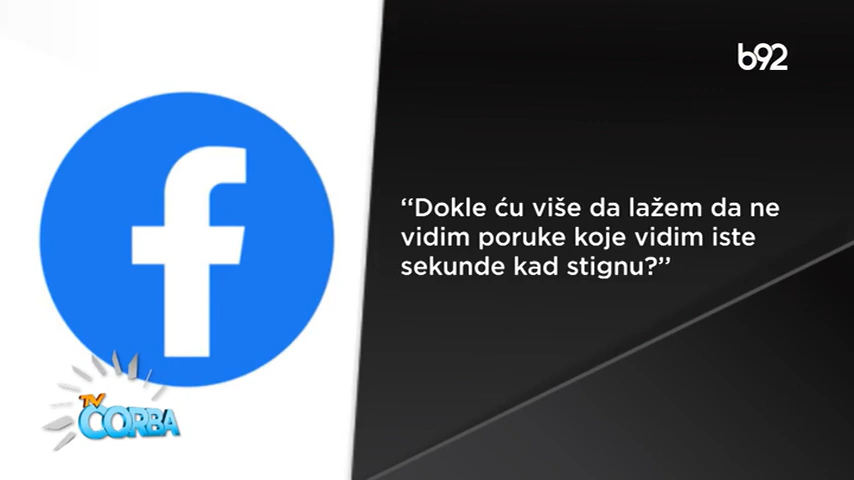 b92
“Dokle ću više da lažem da ne
vidim poruke koje vidim iste
sekunde kad stignu?”
TV
ČORBA